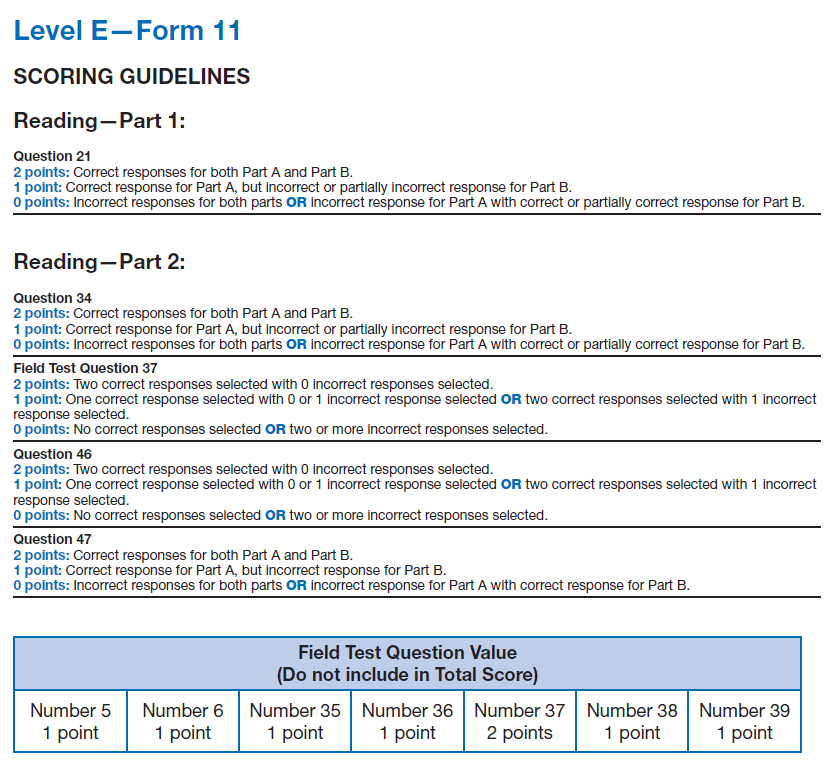 Level E—Form 11
SCORING GUIDELINES
Reading—Part 1:
Question 21
2 points: Correct responses for both Part A and Part B.
1 point: Correct response for Part A, but incorrect or partially incorrect response for Part B.
0 points: Incorrect responses for both parts OR incorrect response for Part A with correct or partially correct response for Part B.
Reading—Part 2:
Question 34
2 points: Correct responses for both Part A and Part B.
1 point: Correct response for Part A, but incorrect or partially incorrect response for Part B.
0 points: Incorrect responses for both parts OR incorrect response for Part A with correct or partially correct response for Part B.
Field Test Question 37
2 points: Two correct responses selected with 0 incorrect responses selected.
1 point: One correct response selected with 0 or 1 incorrect response selected OR two correct responses selected with 1 incorrect
response selected.
0 points: No correct responses selected OR two or more incorrect responses selected.
Question 46
2 points: Two correct responses selected with 0 incorrect responses selected.
1 point: One correct response selected with 0 or 1 incorrect response selected OR two correct responses selected with 1 incorrect
response selected.
0 points: No correct responses selected OR two or more incorrect responses selected.
Question 47
2 points: Correct responses for both Part A and Part B.
1 point: Correct response for Part A, but incorrect response for Part B.
0 points: Incorrect responses for both parts OR incorrect response for Part A with correct response for Part B.
Field Test Question Value
(Do not include in Total Score)
Number 5 Number 6 Number 35 Number 36 Number 37 Number 38 Number 39
1 point 1 point 1 point 1 point 2 points 1 point 1 point